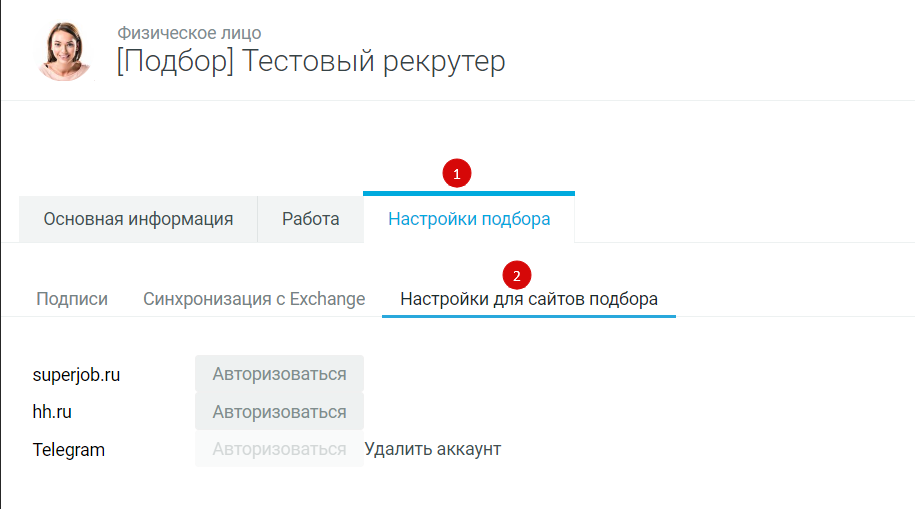 Физическое лицо
[Подбор] Тестовый рекрутер
1
Основная информация Работа Настройки подбора
2
Подписи Синхронизация с Exchange Настройки для сайтов подбора
superjob.ru Авторизоваться
hh.ru Авторизоваться
Telegram Авторизоваться Удалить аккаунт